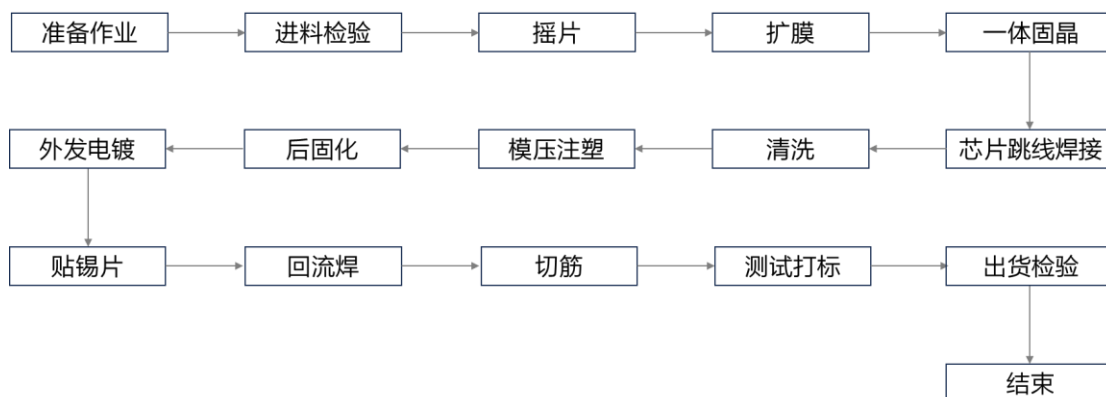 准备作业
进料检验
摇片
扩膜
一体固晶
芯片跳线焊接
清洗
模压注塑
后固化
外发电镀
贴锡片
回流焊
切筋
测试打标
出货检验
结束